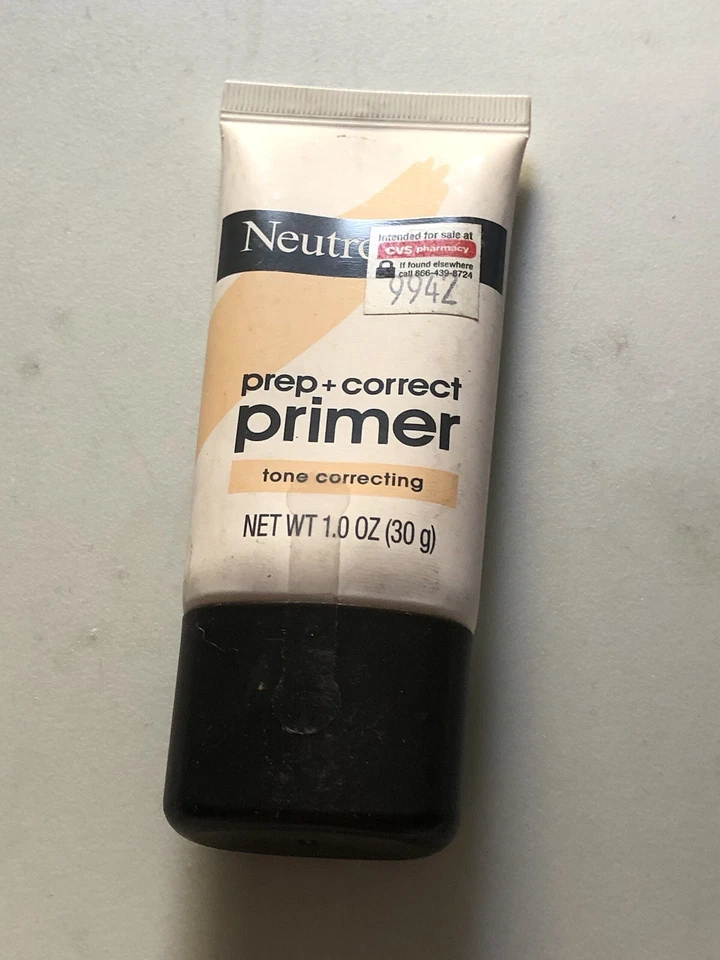 Neutro
Intended for sale at
CVS pharmacy
If found elsewhere
call 866-439-8724
9942
prep + correct
primer
tone correcting
NET WT 1.0 OZ (30 g)